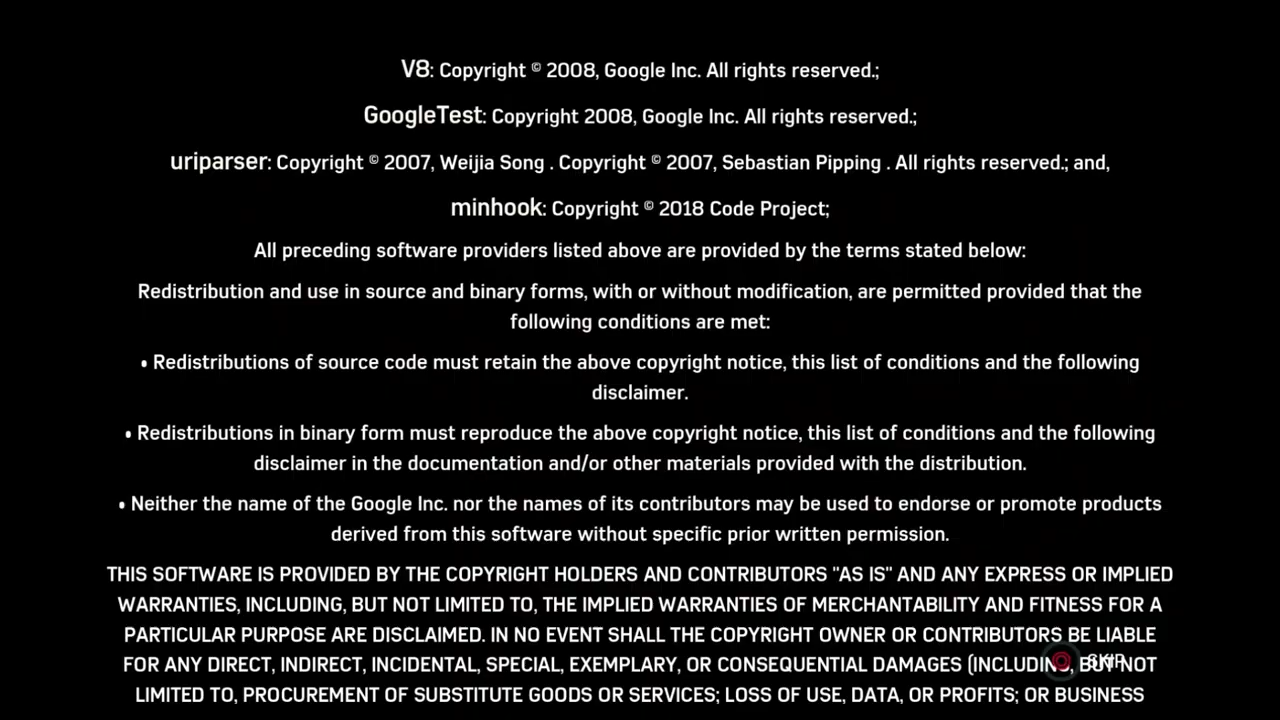 V8: Copyright © 2008, Google Inc. All rights reserved.;
GoogleTest: Copyright 2008, Google Inc. All rights reserved.;
uriparser: Copyright © 2007, Weijia Song . Copyright © 2007, Sebastian Pipping . All rights reserved.; and,
minhook: Copyright © 2018 Code Project;
All preceding software providers listed above are provided by the terms stated below:
Redistribution and use in source and binary forms, with or without modification, are permitted provided that the
following conditions are met:
• Redistributions of source code must retain the above copyright notice, this list of conditions and the following
disclaimer.
• Redistributions in binary form must reproduce the above copyright notice, this list of conditions and the following
disclaimer in the documentation and/or other materials provided with the distribution.
• Neither the name of the Google Inc. nor the names of its contributors may be used to endorse or promote products
derived from this software without specific prior written permission.
THIS SOFTWARE IS PROVIDED BY THE COPYRIGHT HOLDERS AND CONTRIBUTORS "AS IS" AND ANY EXPRESS OR IMPLIED
WARRANTIES, INCLUDING, BUT NOT LIMITED TO, THE IMPLIED WARRANTIES OF MERCHANTABILITY AND FITNESS FOR A
PARTICULAR PURPOSE ARE DISCLAIMED. IN NO EVENT SHALL THE COPYRIGHT OWNER OR CONTRIBUTORS BE LIABLE
FOR ANY DIRECT, INDIRECT, INCIDENTAL, SPECIAL, EXEMPLARY, OR CONSEQUENTIAL DAMAGES (INCLUDING, BUT NOT
SKIP
LIMITED TO, PROCUREMENT OF SUBSTITUTE GOODS OR SERVICES; LOSS OF USE, DATA, OR PROFITS; OR BUSINESS